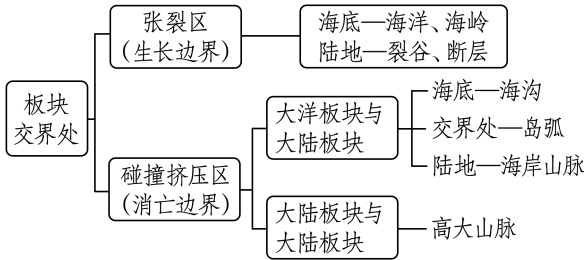 张裂区
（生长边界）
海底—海洋、海岭
陆地—裂谷、断层
板块
交界处
碰撞挤压区
（消亡边界）
大洋板块与
大陆板块
海底—海沟
交界处—岛弧
陆地—海岸山脉
大陆板块与
大陆板块
高大山脉